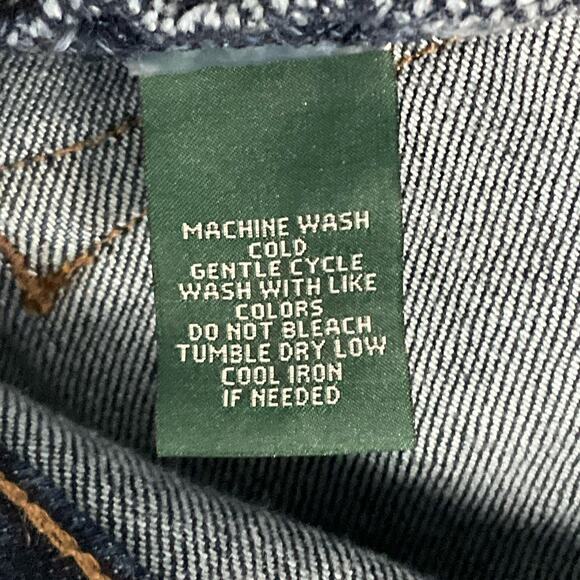 MACHINE WASH
COLD
GENTLE CYCLE
WASH WITH LIKE
COLORS
DO NOT BLEACH
TUMBLE DRY LOW
COOL IRON
IF NEEDED